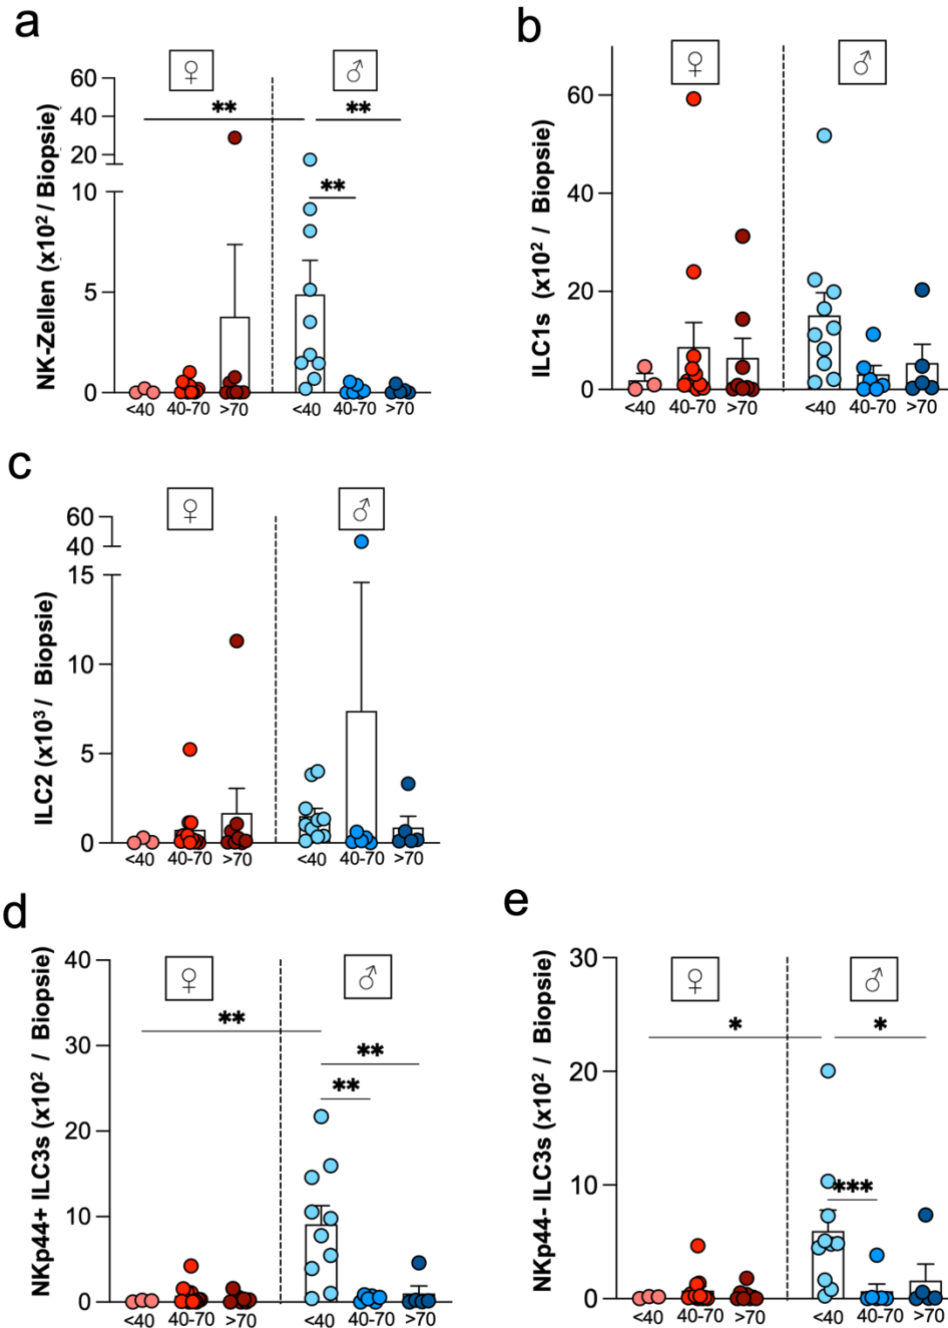 a
♀ ♂
NK-Zellen (x10² / Biopsie)
60
40
20
10
5
0
** **
**
<40 40-70 >70 <40 40-70 >70
b
♀ ♂
ILC1s (x10² / Biopsie)
60
40
20
0
<40 40-70 >70 <40 40-70 >70
c
♀ ♂
ILC2 (x10³ / Biopsie)
60
40
15
10
5
0
<40 40-70 >70 <40 40-70 >70
d
♀ ♂
NKp44+ ILC3s (x10² / Biopsie)
40
30
20
10
0
**
**
**
<40 40-70 >70 <40 40-70 >70
e
♀ ♂
NKp44- ILC3s (x10² / Biopsie)
30
20
10
0
* *
***
<40 40-70 >70 <40 40-70 >70